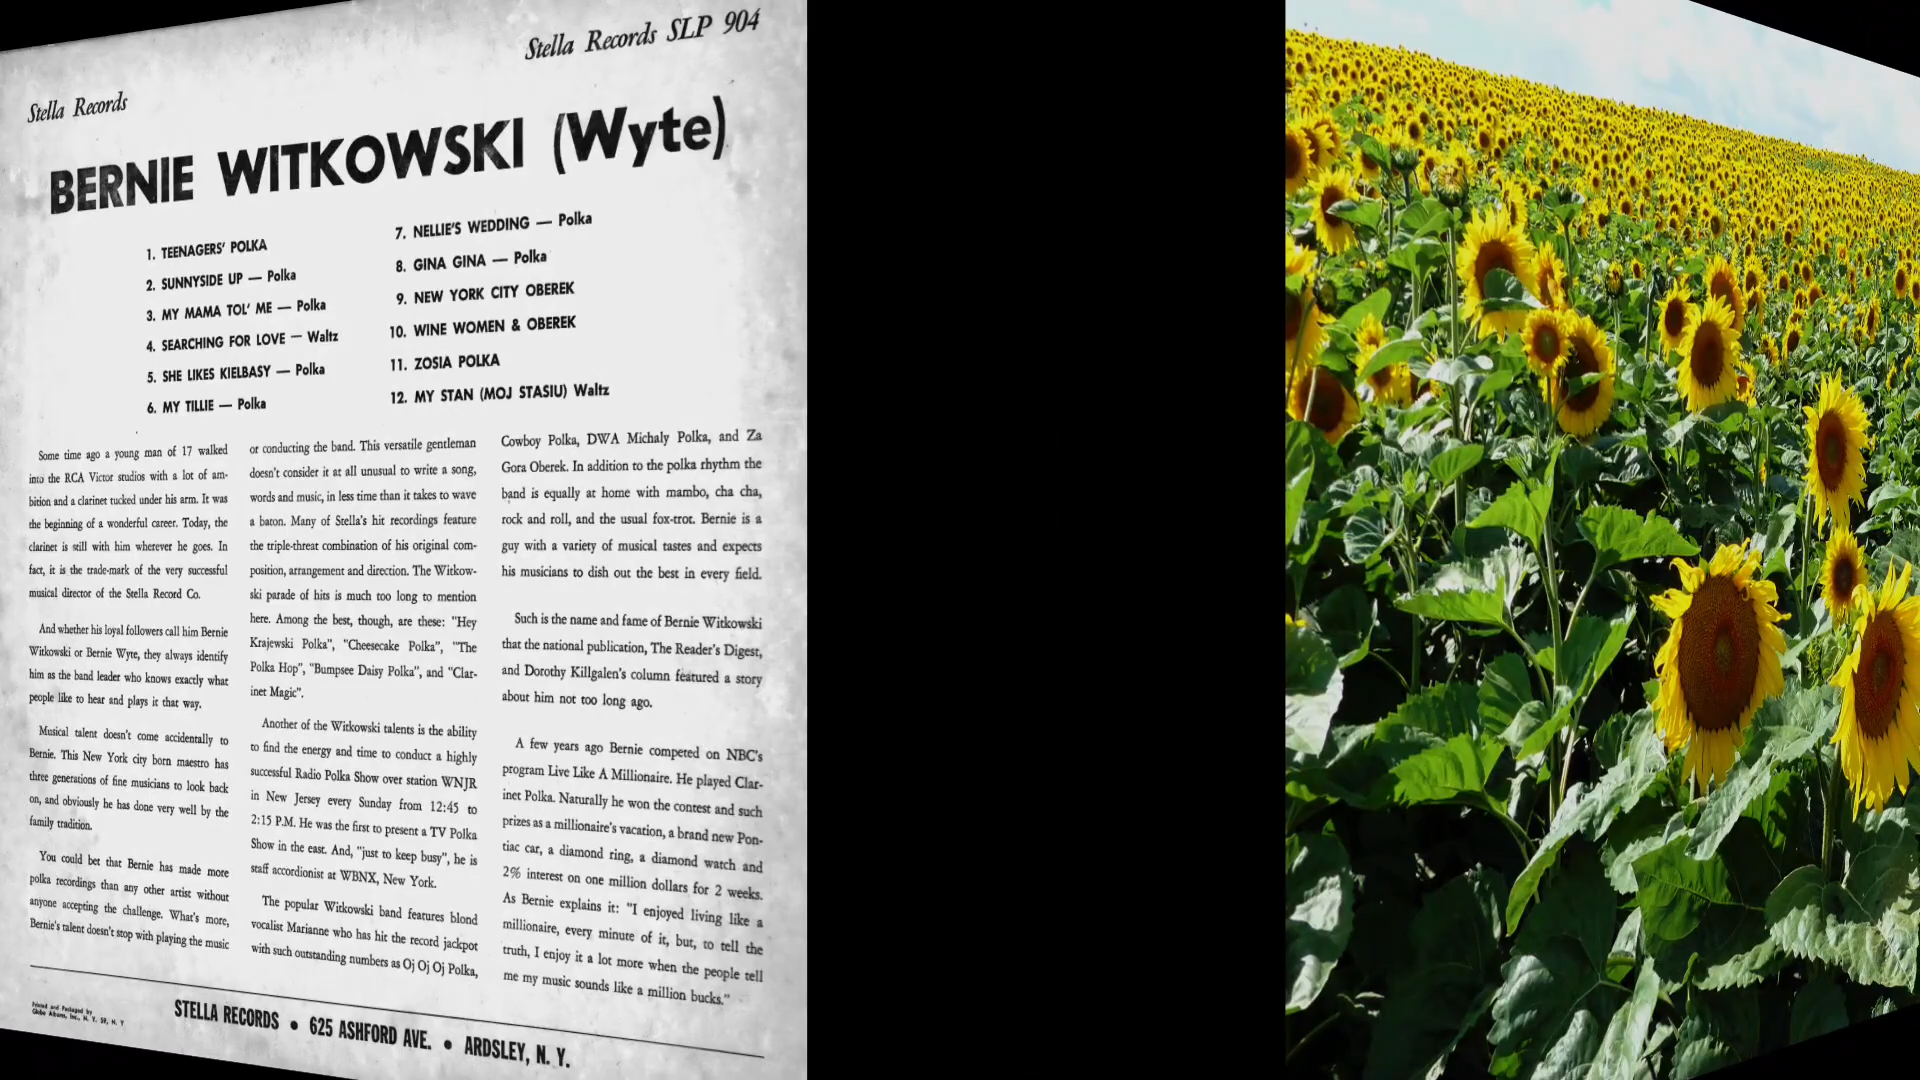 Stella Records SLP 904
Stella Records
BERNIE WITKOWSKI (Wyte)
1. TEENAGERS' POLKA
2. SUNNYSIDE UP — Polka
3. MY MAMA TOL' ME — Polka
4. SEARCHING FOR LOVE — Waltz
5. SHE LIKES KIELBASY — Polka
6. MY TILLIE — Polka
7. NELLIE'S WEDDING — Polka
8. GINA GINA — Polka
9. NEW YORK CITY OBEREK
10. WINE WOMEN & OBEREK
11. ZOSIA POLKA
12. MY STAN (MOJ STASIU) Waltz
Some time ago a young man of 17 walked
into the RCA Victor studios with a lot of am-
bition and a clarinet tucked under his arm. It was
the beginning of a wonderful career. Today, the
clarinet is still with him wherever he goes. In
fact, it is the trade-mark of the very successful
musical director of the Stella Record Co.
And whether his loyal followers call him Bernie
Witkowski or Bernie Wyte, they always identify
him as the band leader who knows exactly what
people like to hear and plays it that way.
Musical talent doesn't come accidentally to
Bernie. This New York city born maestro has
three generations of fine musicians to look back
on, and obviously he has done very well by the
family tradition.
You could bet that Bernie has made more
polka recordings than any other artist without
anyone accepting the challenge. What's more,
Bernie's talent doesn't stop with playing the music
or conducting the band. This versatile gentleman
doesn't consider it at all unusual to write a song,
words and music, in less time than it takes to wave
a baton. Many of Stella's hit recordings feature
the triple-threat combination of his original com-
position, arrangement and direction. The Witkow-
ski parade of hits is much too long to mention
here. Among the best, though, are these: "Hey
Krajewski Polka", "Cheesecake Polka", "The
Polka Hop", "Bumpsee Daisy Polka", and "Clar-
inet Magic".
Another of the Witkowski talents is the ability
to find the energy and time to conduct a highly
successful Radio Polka Show over station WNJR
in New Jersey every Sunday from 12:45 to
2:15 P.M. He was the first to present a TV Polka
Show in the east. And, "just to keep busy", he is
staff accordionist at WBNX, New York.
The popular Witkowski band features blond
vocalist Marianne who has hit the record jackpot
with such outstanding numbers as Oj Oj Oj Polka,
Cowboy Polka, DWA Michaly Polka, and Za
Gora Oberek. In addition to the polka rhythm the
band is equally at home with mambo, cha cha,
rock and roll, and the usual fox-trot. Bernie is a
guy with a variety of musical tastes and expects
his musicians to dish out the best in every field.
Such is the name and fame of Bernie Witkowski
that the national publication, The Reader's Digest,
and Dorothy Killgalen's column featured a story
about him not too long ago.
A few years ago Bernie competed on NBC's
program Live Like A Millionaire. He played Clar-
inet Polka. Naturally he won the contest and such
prizes as a millionaire's vacation, a brand new Pon-
tiac car, a diamond ring, a diamond watch and
2% interest on one million dollars for 2 weeks.
As Bernie explains it: "I enjoyed living like a
millionaire, every minute of it, but, to tell the
truth, I enjoy it a lot more when the people tell
me my music sounds like a million bucks."
Printed and Packaged by
Globe Albums, Inc., N. Y. 59, N. Y
STELLA RECORDS • 625 ASHFORD AVE. • ARDSLEY, N. Y.